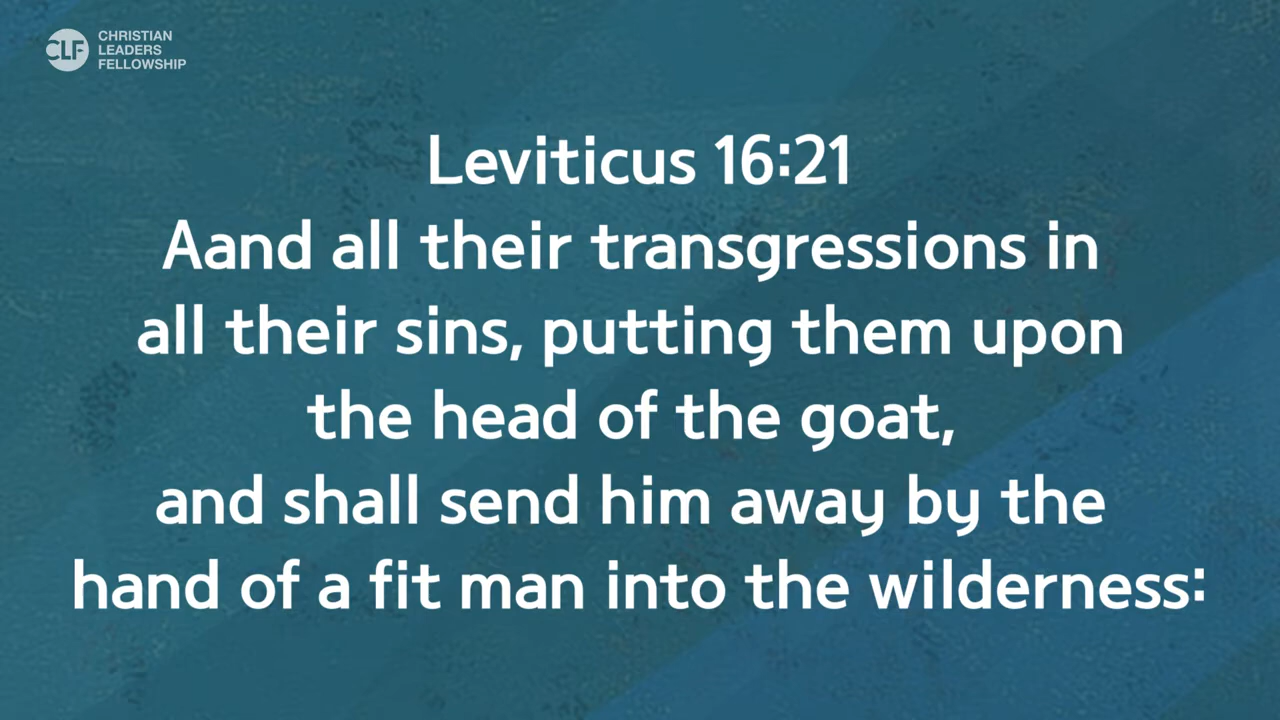 CLF
CHRISTIAN
LEADERS
FELLOWSHIP
Leviticus 16:21
Aand all their transgressions in
all their sins, putting them upon
the head of the goat,
and shall send him away by the
hand of a fit man into the wilderness: